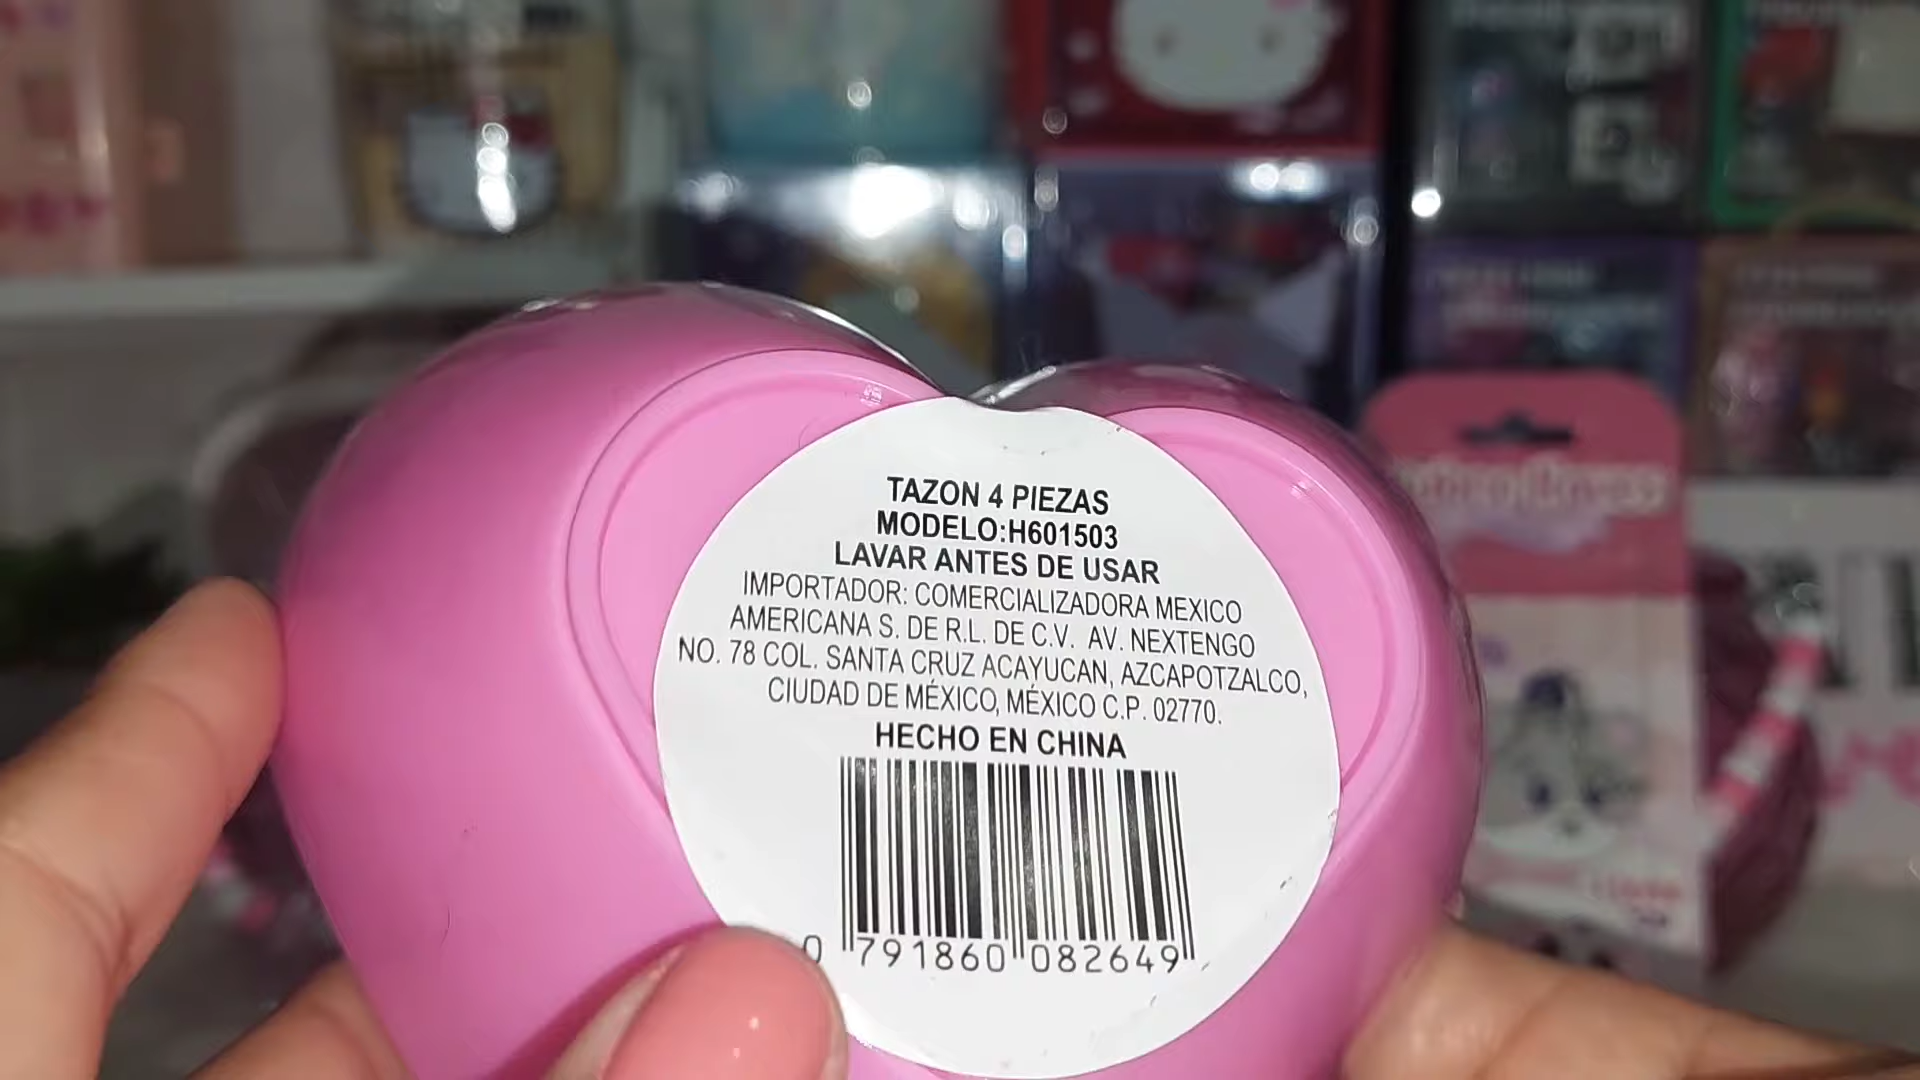 TAZON 4 PIEZAS
MODELO:H601503
LAVAR ANTES DE USAR
IMPORTADOR: COMERCIALIZADORA MEXICO
AMERICANA S. DE R.L. DE C.V. AV. NEXTENGO
NO. 78 COL. SANTA CRUZ ACAYUCAN, AZCAPOTZALCO,
CIUDAD DE MÉXICO, MÉXICO C.P. 02770.
HECHO EN CHINA
0 791860 082649